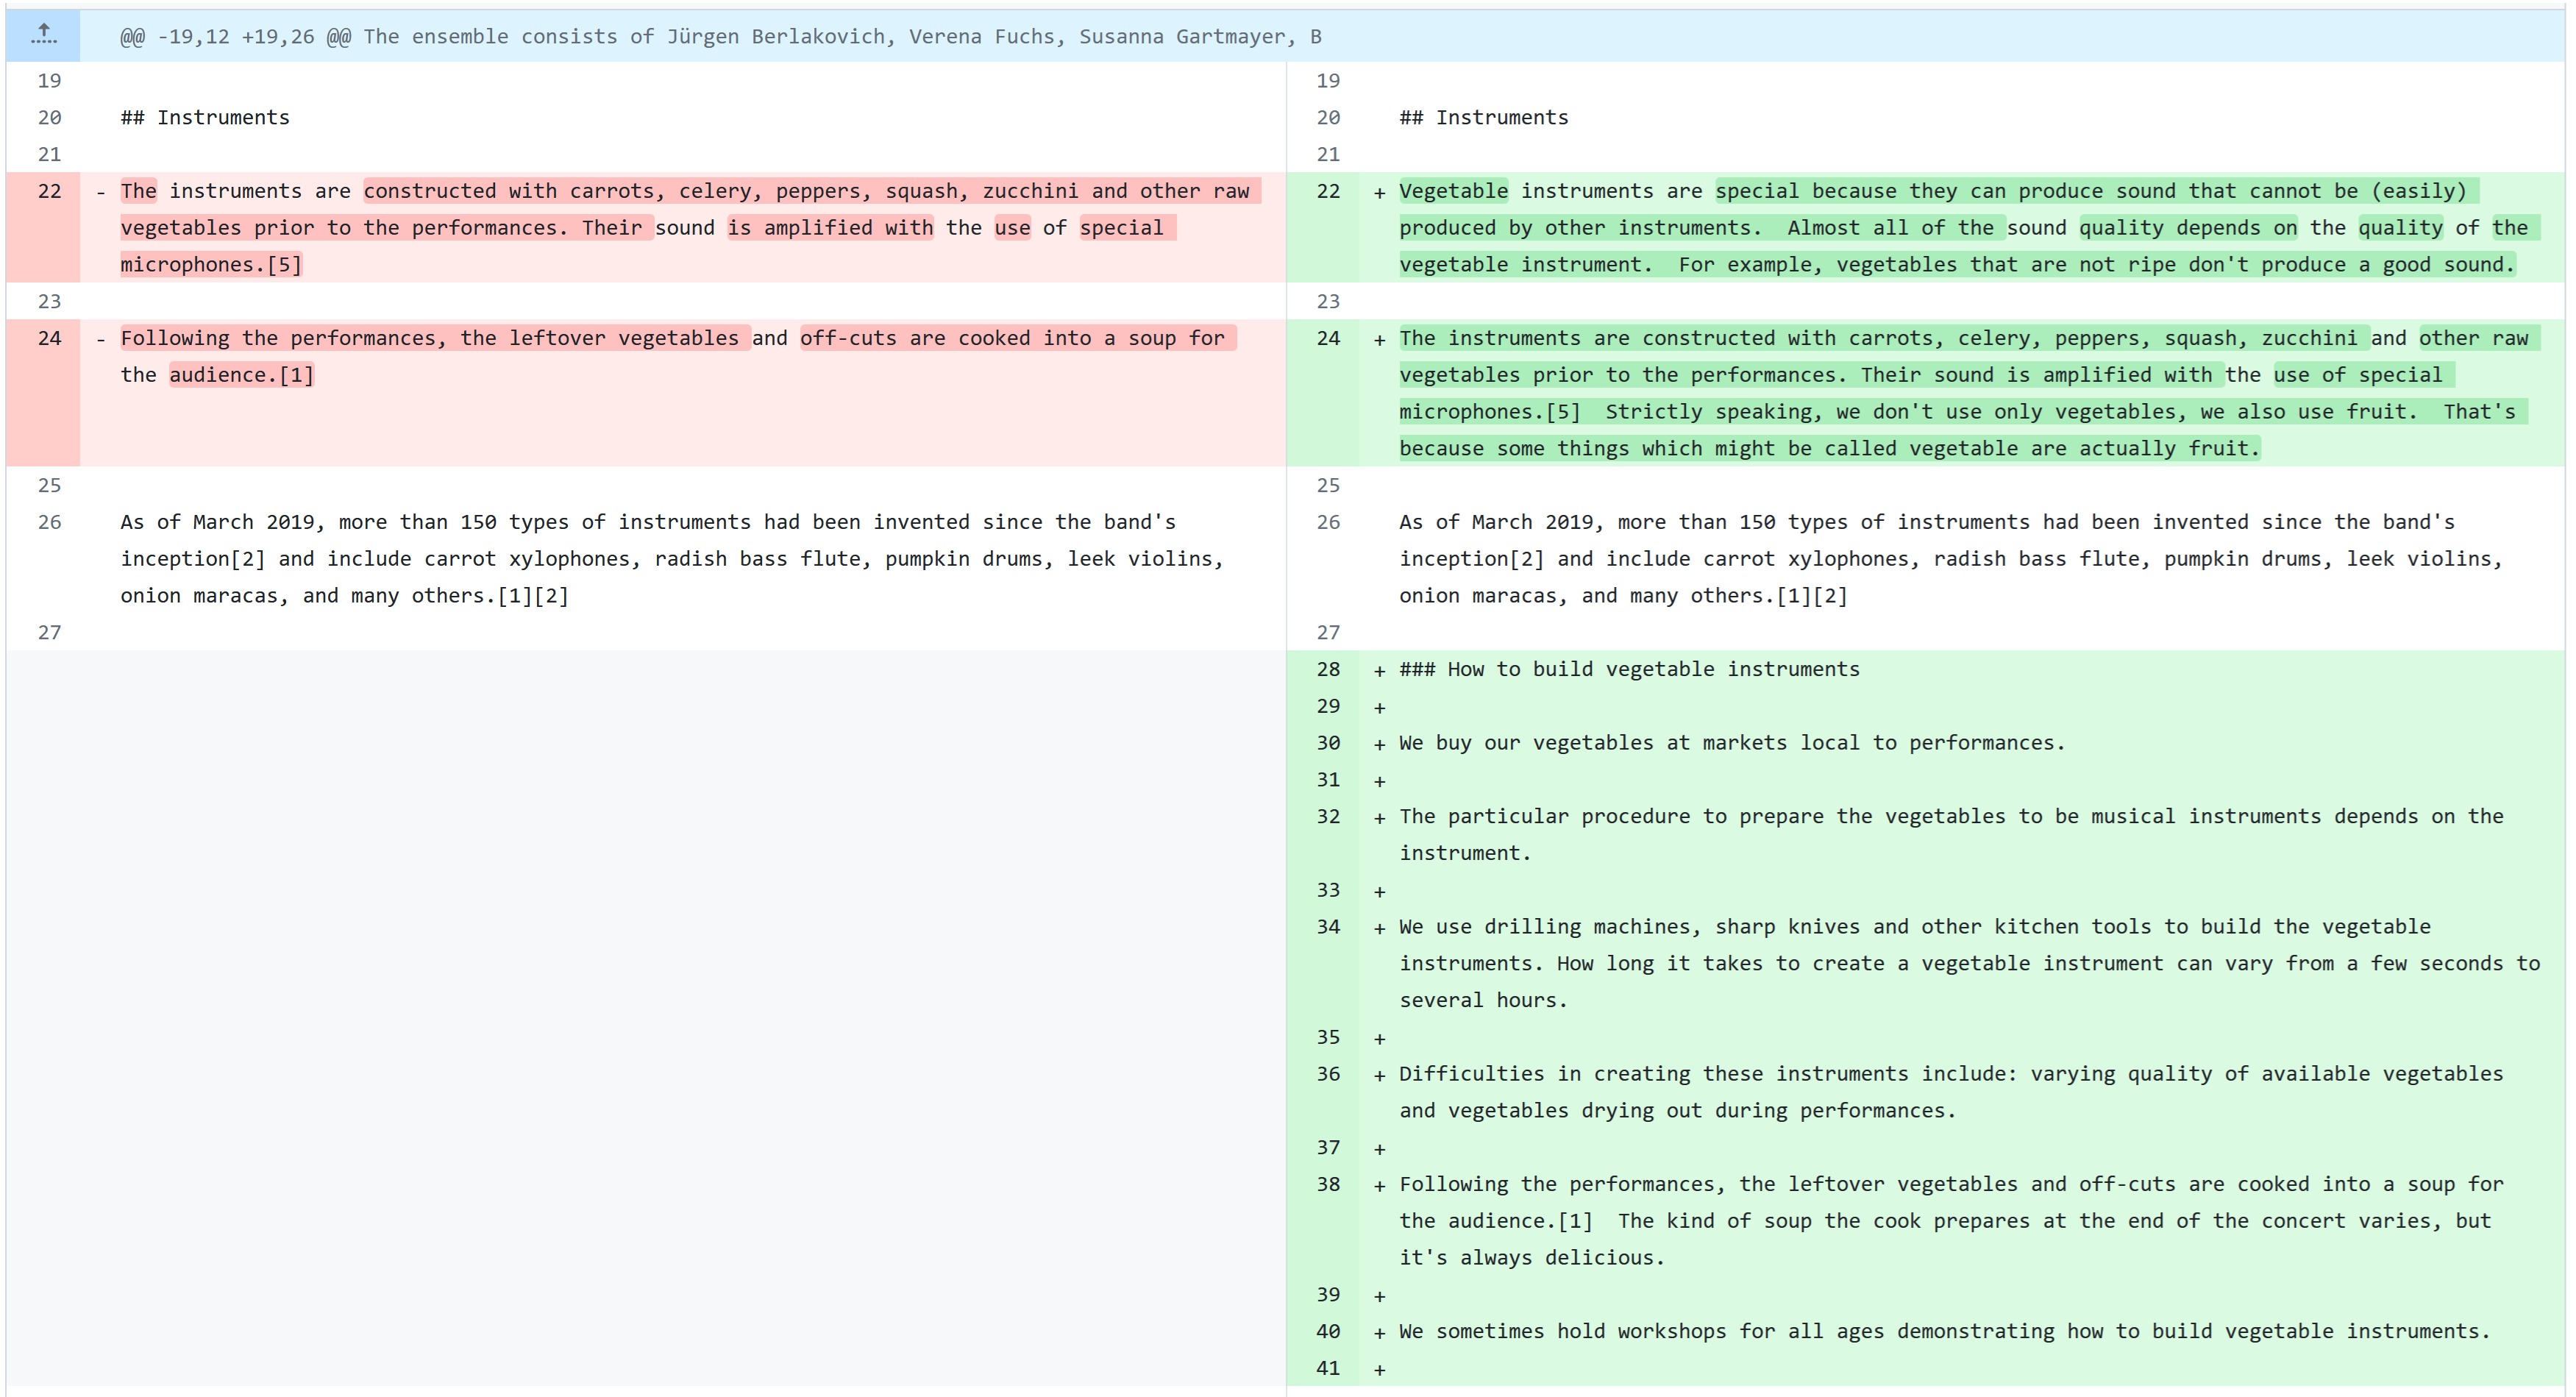 @@ -19,12 +19,26 @@ The ensemble consists of Jürgen Berlakovich, Verena Fuchs, Susanna Gartmayer, B
19
20 ## Instruments
21
22 - The instruments are constructed with carrots, celery, peppers, squash, zucchini and other raw
vegetables prior to the performances. Their sound is amplified with the use of special
microphones.[5]
23
24 - Following the performances, the leftover vegetables and off-cuts are cooked into a soup for
the audience.[1]
25
26 As of March 2019, more than 150 types of instruments had been invented since the band's
inception[2] and include carrot xylophones, radish bass flute, pumpkin drums, leek violins,
onion maracas, and many others.[1][2]
27
19
20 ## Instruments
21
22 + Vegetable instruments are special because they can produce sound that cannot be (easily)
produced by other instruments.  Almost all of the sound quality depends on the quality of the
vegetable instrument.  For example, vegetables that are not ripe don't produce a good sound.
23
24 + The instruments are constructed with carrots, celery, peppers, squash, zucchini and other raw
vegetables prior to the performances. Their sound is amplified with the use of special
microphones.[5]  Strictly speaking, we don't use only vegetables, we also use fruit.  That's
because some things which might be called vegetable are actually fruit.
25
26 As of March 2019, more than 150 types of instruments had been invented since the band's
inception[2] and include carrot xylophones, radish bass flute, pumpkin drums, leek violins,
onion maracas, and many others.[1][2]
27
28 + ### How to build vegetable instruments
29 +
30 + We buy our vegetables at markets local to performances.
31 +
32 + The particular procedure to prepare the vegetables to be musical instruments depends on the
instrument.
33 +
34 + We use drilling machines, sharp knives and other kitchen tools to build the vegetable
instruments. How long it takes to create a vegetable instrument can vary from a few seconds to
several hours.
35 +
36 + Difficulties in creating these instruments include: varying quality of available vegetables
and vegetables drying out during performances.
37 +
38 + Following the performances, the leftover vegetables and off-cuts are cooked into a soup for
the audience.[1]  The kind of soup the cook prepares at the end of the concert varies, but
it's always delicious.
39 +
40 + We sometimes hold workshops for all ages demonstrating how to build vegetable instruments.
41 +